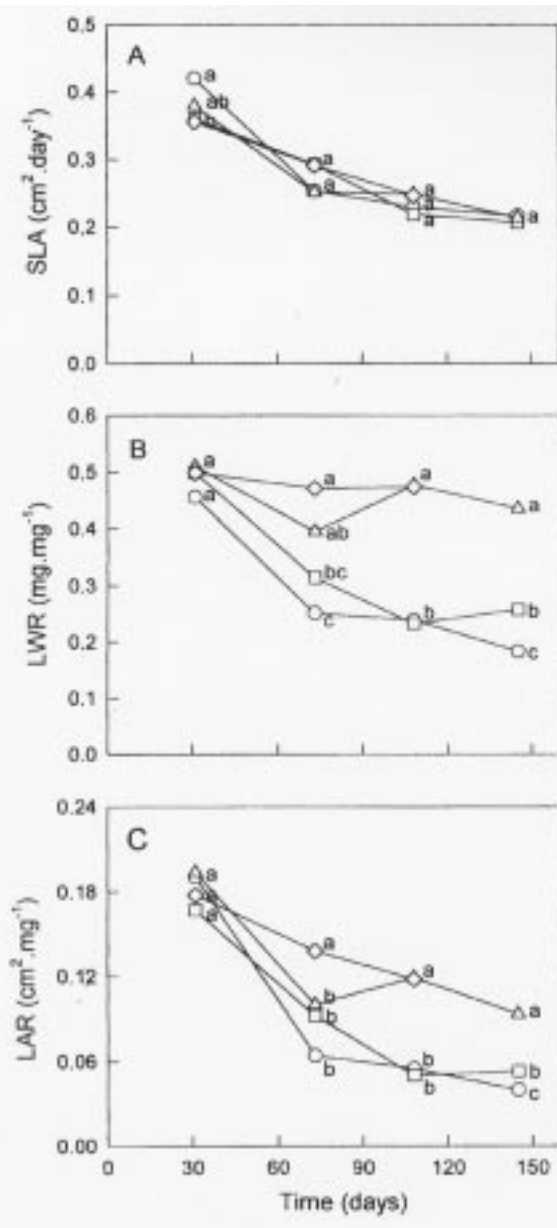 A
0.5
0.4
0.3
0.2
0.1
0.0
SLA (cm².day⁻¹)
a
ab
b
a
a
a
a
a
a
B
0.6
0.5
0.4
0.3
0.2
0.1
0.0
LWR (mg.mg⁻¹)
a
a
a
ab
bc
c
a
b
a
b
c
C
0.24
0.18
0.12
0.06
0.00
LAR (cm².mg⁻¹)
a
a
a
a
b
b
b
a
b
b
a
b
c
0 30 60 90 120 150
Time (days)